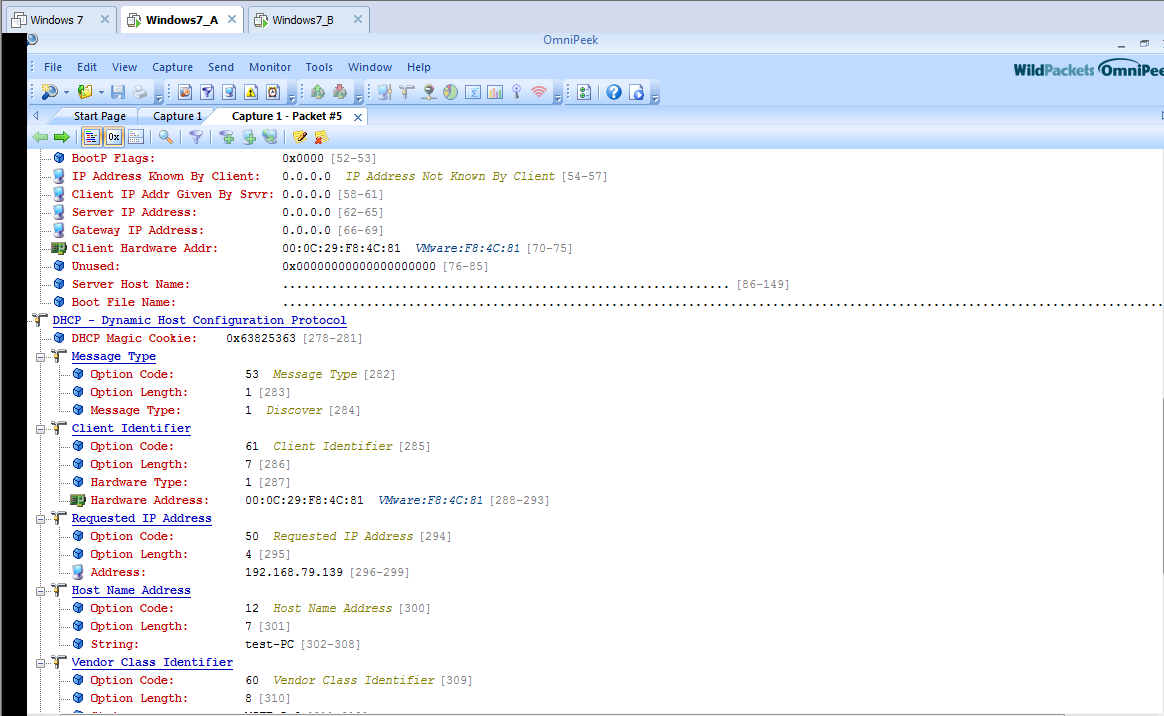 Windows 7 Windows7_A Windows7_B
OmniPeek
File Edit View Capture Send Monitor Tools Window Help
WildPackets OmniPee
Start Page Capture 1 Capture 1 - Packet #5
BootP Flags: 0x0000 [52-53]
IP Address Known By Client: 0.0.0.0 IP Address Not Known By Client [54-57]
Client IP Addr Given By Srvr: 0.0.0.0 [58-61]
Server IP Address: 0.0.0.0 [62-65]
Gateway IP Address: 0.0.0.0 [66-69]
Client Hardware Addr: 00:0C:29:F8:4C:81 VMware:F8:4C:81 [70-75]
Unused: 0x00000000000000000000 [76-85]
Server Host Name: ................................................................ [86-149]
Boot File Name: ..............................................................................................................................
DHCP - Dynamic Host Configuration Protocol
DHCP Magic Cookie: 0x63825363 [278-281]
Message Type
Option Code: 53 Message Type [282]
Option Length: 1 [283]
Message Type: 1 Discover [284]
Client Identifier
Option Code: 61 Client Identifier [285]
Option Length: 7 [286]
Hardware Type: 1 [287]
Hardware Address: 00:0C:29:F8:4C:81 VMware:F8:4C:81 [288-293]
Requested IP Address
Option Code: 50 Requested IP Address [294]
Option Length: 4 [295]
Address: 192.168.79.139 [296-299]
Host Name Address
Option Code: 12 Host Name Address [300]
Option Length: 7 [301]
String: test-PC [302-308]
Vendor Class Identifier
Option Code: 60 Vendor Class Identifier [309]
Option Length: 8 [310]